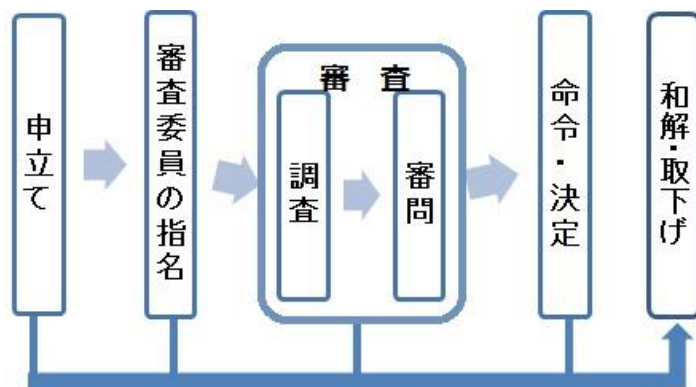 申立て
審査委員の指名
審査
調査
審問
命令・決定
和解・取下げ